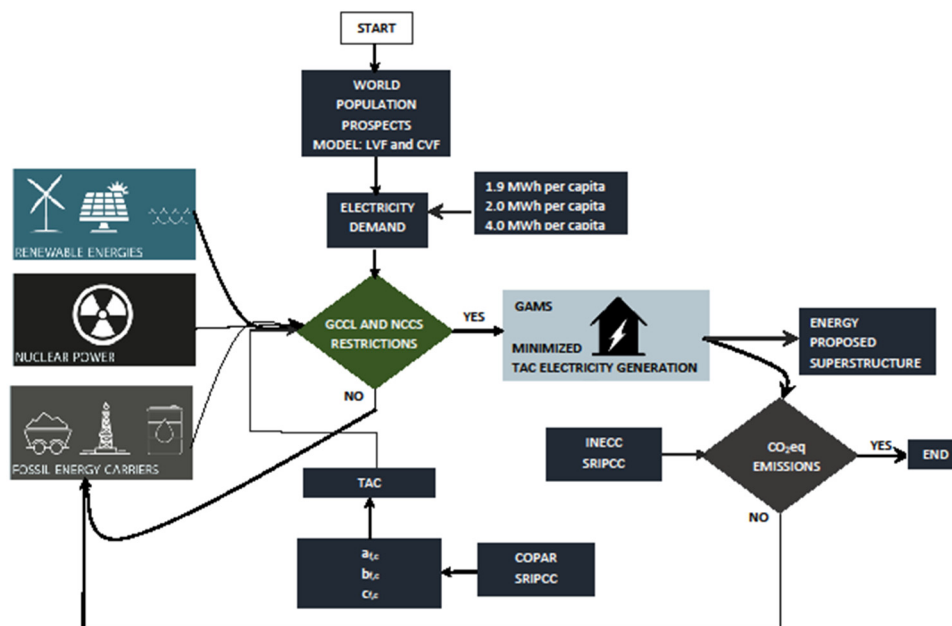 START
WORLD
POPULATION
PROSPECTS
MODEL: LVF and CVF
ELECTRICITY
DEMAND
1.9 MWh per capita
2.0 MWh per capita
4.0 MWh per capita
RENEWABLE ENERGIES
NUCLEAR POWER
FOSSIL ENERGY CARRIERS
GCCL AND NCCS
RESTRICTIONS
YES
NO
GAMS
MINIMIZED
TAC ELECTRICITY GENERATION
ENERGY
PROPOSED
SUPERSTRUCTURE
INECC
SRIPCC
CO₂eq
EMISSIONS
YES
END
NO
TAC
af,c
bf,c
cf,c
COPAR
SRIPCC